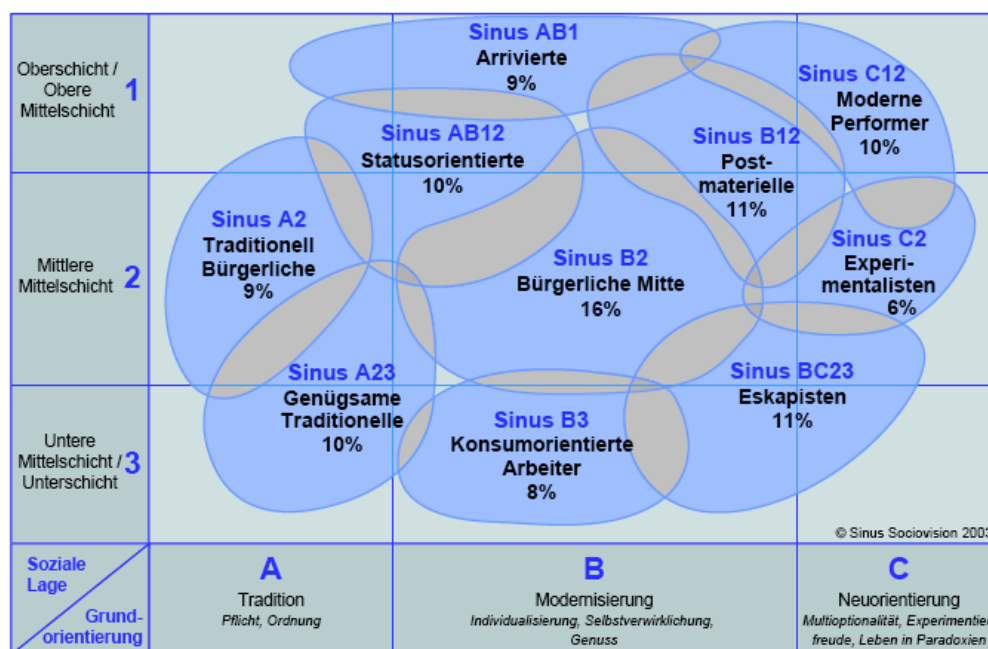 Oberschicht /
Obere
Mittelschicht
1
Sinus AB1
Arrivierte
9%
Sinus C12
Moderne
Performer
10%
Sinus AB12
Statusorientierte
10%
Sinus B12
Post-
materielle
11%
Mittlere
Mittelschicht
2
Sinus A2
Traditionell
Bürgerliche
9%
Sinus B2
Bürgerliche Mitte
16%
Sinus C2
Experi-
mentalisten
6%
Untere
Mittelschicht /
Unterschicht
3
Sinus A23
Genügsame
Traditionelle
10%
Sinus B3
Konsumorientierte
Arbeiter
8%
Sinus BC23
Eskapisten
11%
© Sinus Sociovision 2003
Soziale
Lage
Grund-
orientierung
A
Tradition
Pflicht, Ordnung
B
Modernisierung
Individualisierung, Selbstverwirklichung,
Genuss
C
Neuorientierung
Multioptionalität, Experimentier
freude, Leben in Paradoxien